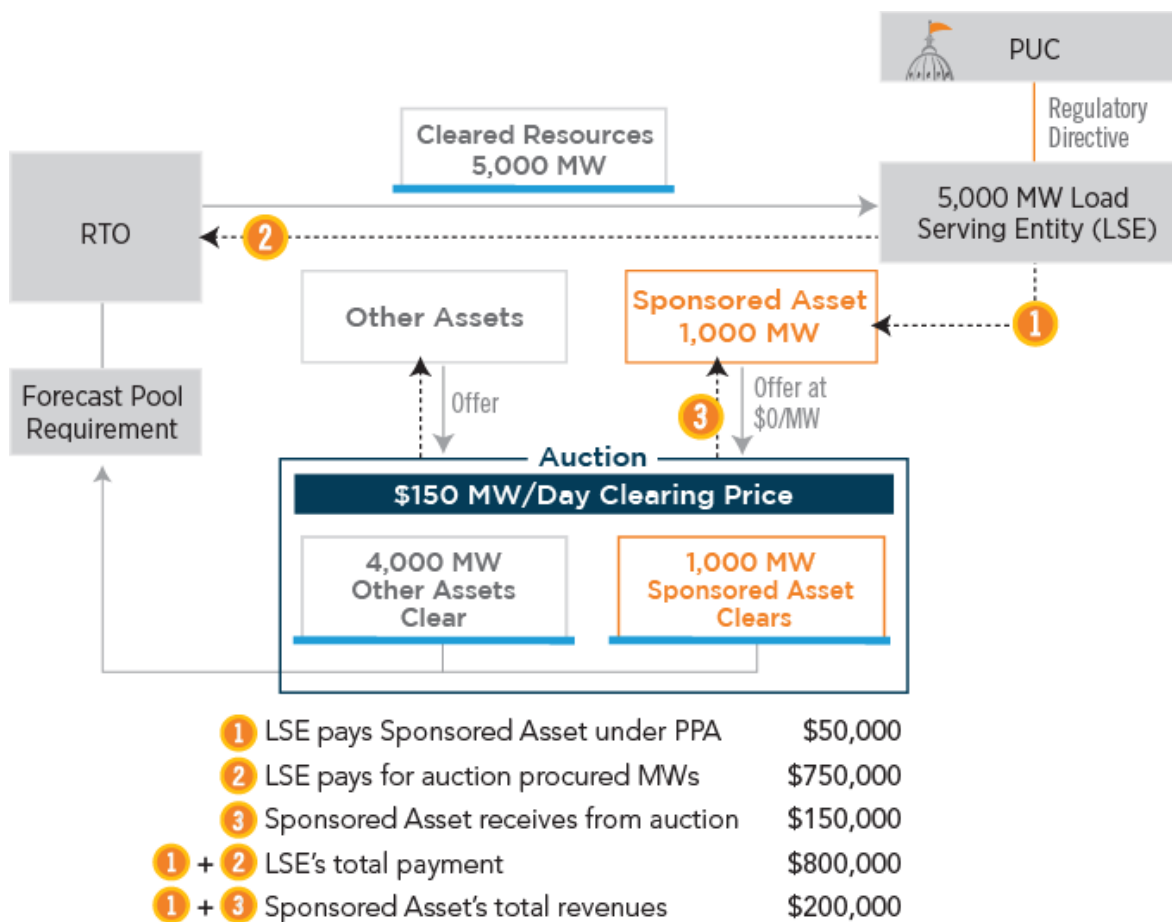 PUC
Regulatory
Directive
Cleared Resources
5,000 MW
RTO
5,000 MW Load
Serving Entity (LSE)
2
Other Assets
Sponsored Asset
1,000 MW
1
Forecast Pool
Requirement
Offer
3
Offer at
$0/MW
Auction
$150 MW/Day Clearing Price
4,000 MW
Other Assets
Clear
1,000 MW
Sponsored Asset
Clears
1 LSE pays Sponsored Asset under PPA $50,000
2 LSE pays for auction procured MWs $750,000
3 Sponsored Asset receives from auction $150,000
1 + 2 LSE's total payment $800,000
1 + 3 Sponsored Asset's total revenues $200,000